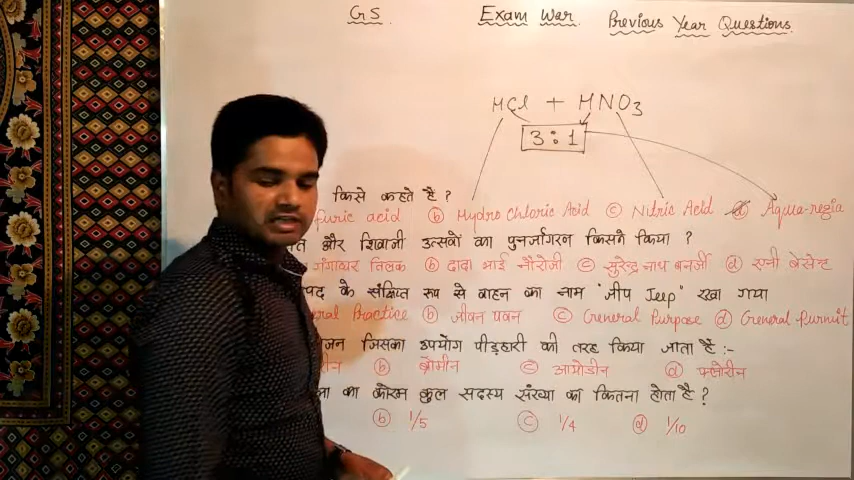 GS. Exam War. Previous Year Questions.
HCl + HNO3
3:1
किसे कहते है ?
furic acid (b) Hydro Chloric Acid (c) Nitric Acid (d) Aqua-regia
और शिवाजी उत्सवों का पुनर्जागरण किसने किया ?
गंगाधर तिलक (b) दादा भाई नौरोजी (c) सुरेन्द्र नाथ बनर्जी (d) एनी बेसेन्ट
पद के संक्षिप्त रूप से वाहन का नाम "जीप Jeep" रखा गया
ral Practice (b) जीवन पवन (c) General Purpose (d) General Purnuit
जिसका उपयोग पीड़हारी की तरह किया जाता है :-
रीन (b) ब्रोमीन (c) आयोडीन (d) फ्लोरीन
का कोरम कुल सदस्य संख्या का कितना होता है ?
(b) 1/5 (c) 1/4 (d) 1/10